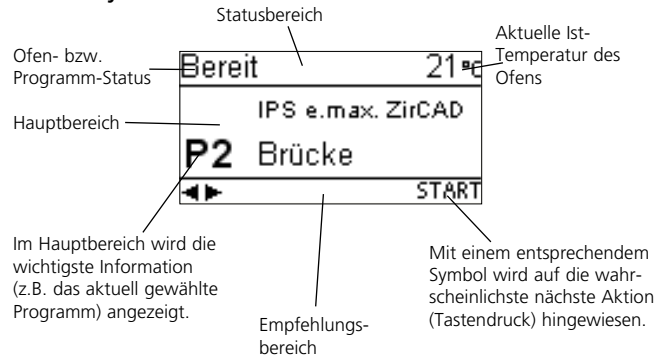 Statusbereich
Ofen- bzw.
Programm-Status
Aktuelle Ist-
Temperatur des
Ofens
Bereit 21°C
Hauptbereich
IPS e.max. ZirCAD
P2 Brücke
◄► START
Im Hauptbereich wird die
wichtigste Information
(z.B. das aktuell gewählte
Programm) angezeigt.
Empfehlungs-
bereich
Mit einem entsprechendem
Symbol wird auf die wahr-
scheinlichste nächste Aktion
(Tastendruck) hingewiesen.